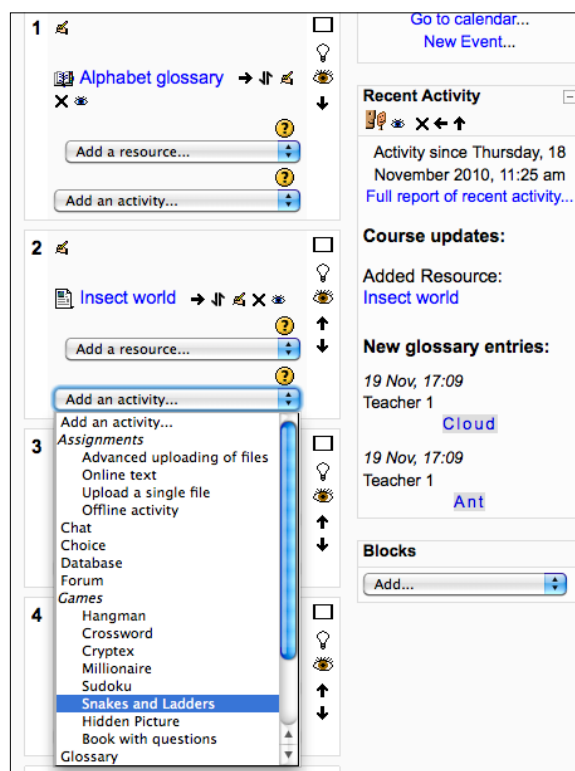 1
Alphabet glossary
Add a resource...
Add an activity...
2
Insect world
Add a resource...
Add an activity...
Add an activity...
Assignments
Advanced uploading of files
Online text
Upload a single file
Offline activity
Chat
Choice
Database
Forum
Games
Hangman
Crossword
Cryptex
Millionaire
Sudoku
Snakes and Ladders
Hidden Picture
Book with questions
Glossary
3
4
Go to calendar...
New Event...
Recent Activity
Activity since Thursday, 18
November 2010, 11:25 am
Full report of recent activity...
Course updates:
Added Resource:
Insect world
New glossary entries:
19 Nov, 17:09
Teacher 1
Cloud
19 Nov, 17:09
Teacher 1
Ant
Blocks
Add...